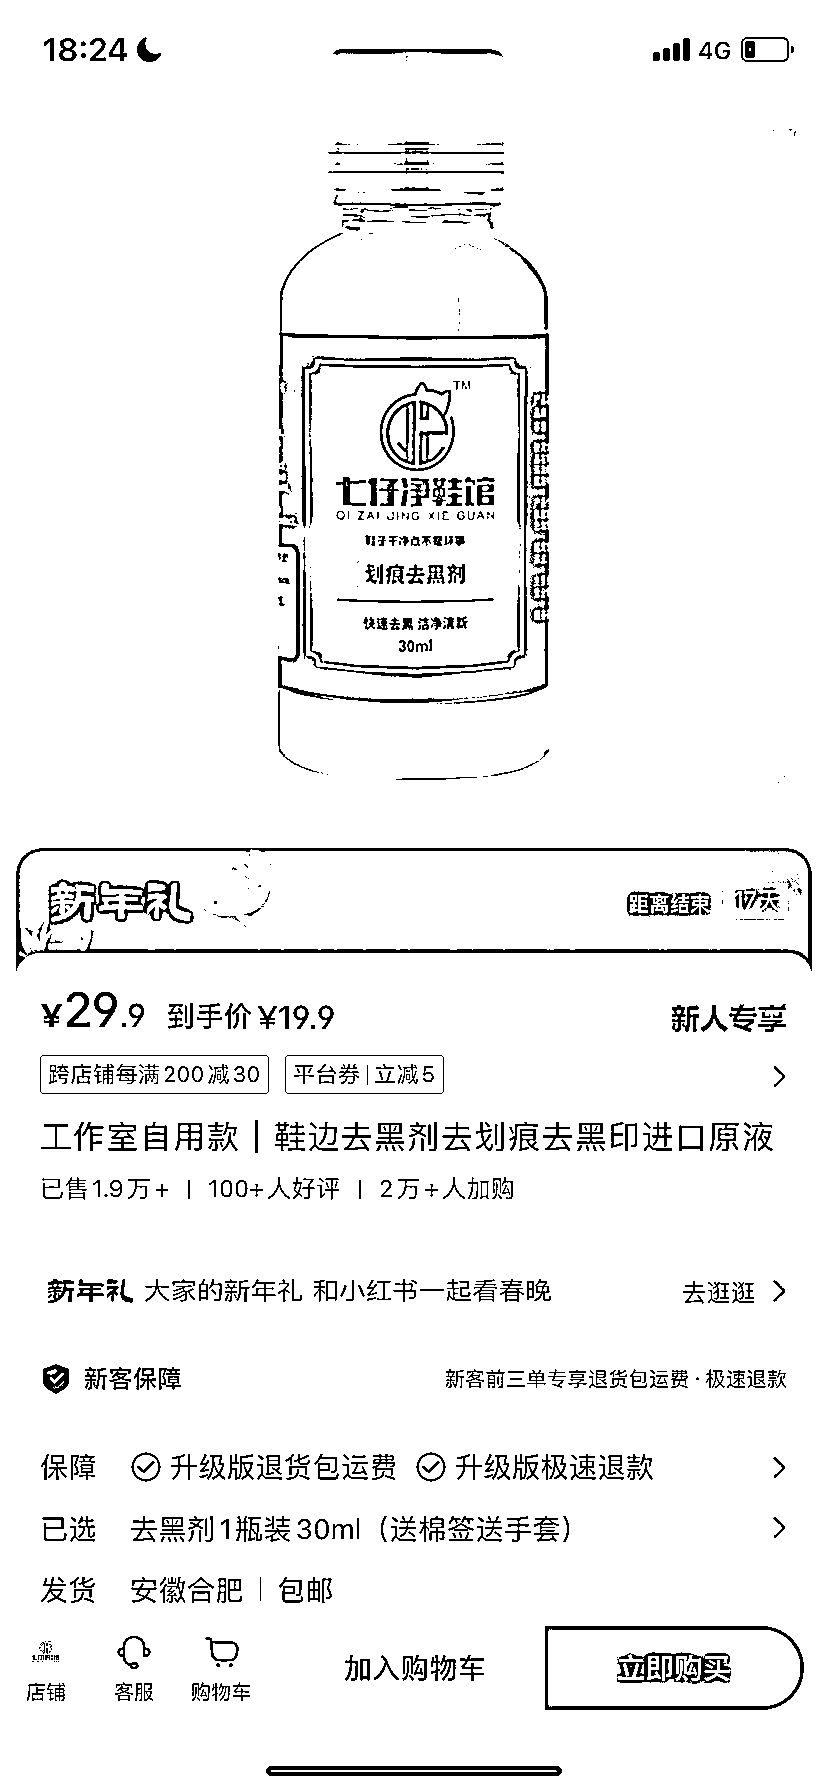 18:24
4G
TM
七仔净鞋馆
QI ZAI JING XIE GUAN
划痕去黑剂
快速去黑 洁净清新
30ml
新年礼
距离结束 17天
¥29.9 到手价¥19.9 新人专享
跨店铺每满200减30 平台券|立减5
工作室自用款｜鞋边去黑剂去划痕去黑印进口原液
已售1.9万+ | 100+人好评 | 2万+人加购
新年礼 大家的新年礼 和小红书一起看春晚 去逛逛
新客保障 新客前三单专享退货包运费·极速退款
保障 升级版退货包运费 升级版极速退款
已选 去黑剂1瓶装30ml（送棉签送手套）
发货 安徽合肥 | 包邮
店铺 客服 购物车 加入购物车 立即购买